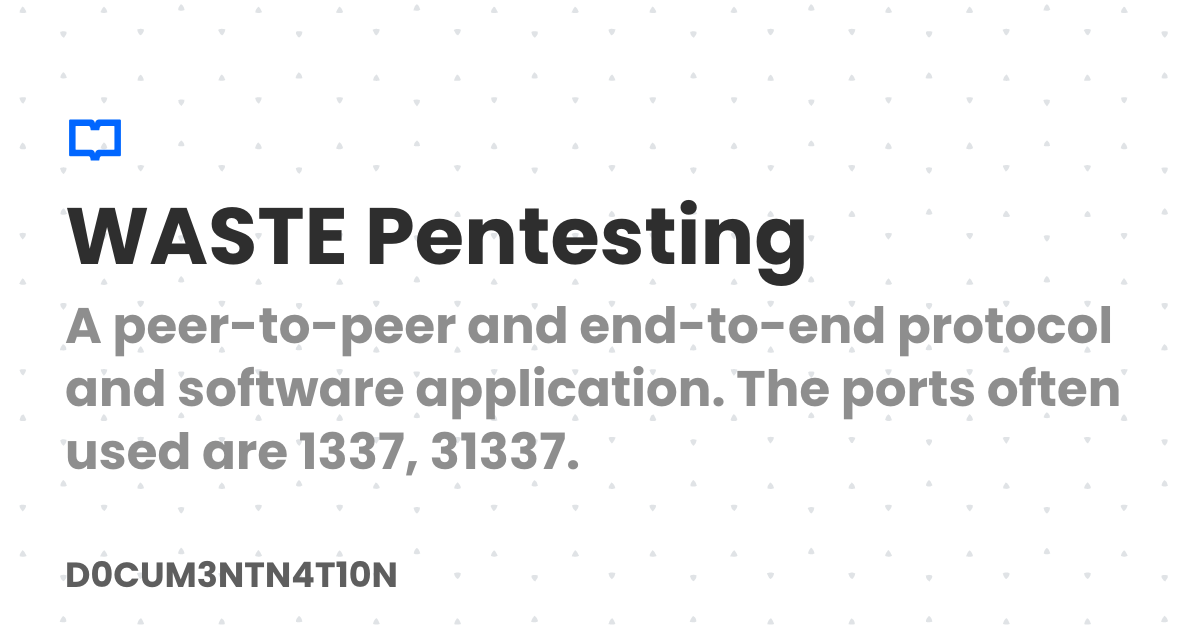 WASTE Pentesting
A peer-to-peer and end-to-end protocol
and software application. The ports often
used are 1337, 31337.
D0CUM3NTN4T10N